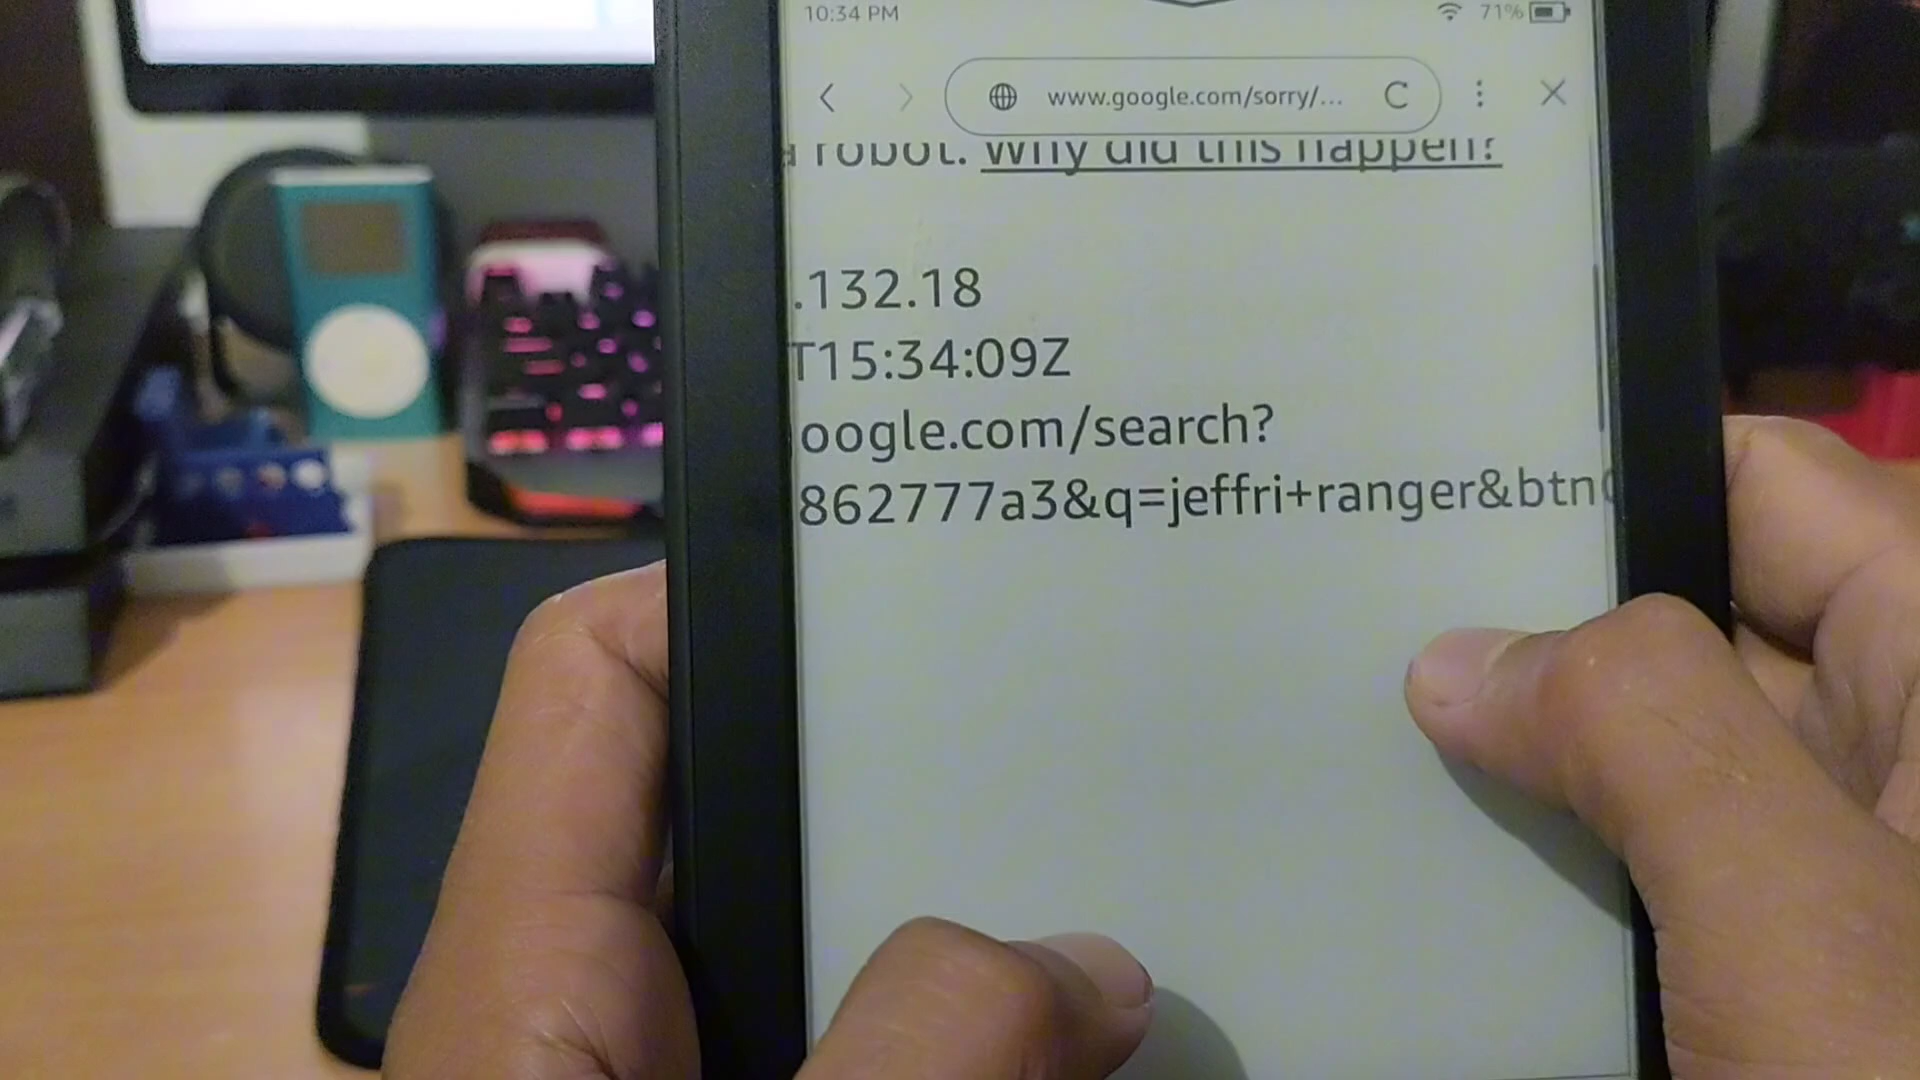 10:34 PM 71%
www.google.com/sorry/...
robot. Why did this happen?
.132.18
T15:34:09Z
oogle.com/search?
862777a3&q=jeffri+ranger&btn